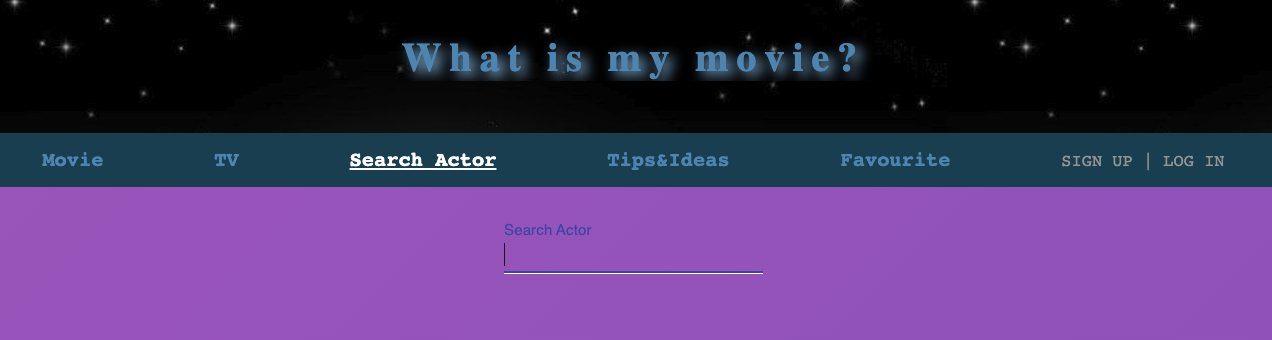 What is my movie?
Movie TV Search Actor Tips&Ideas Favourite SIGN UP | LOG IN
Search Actor